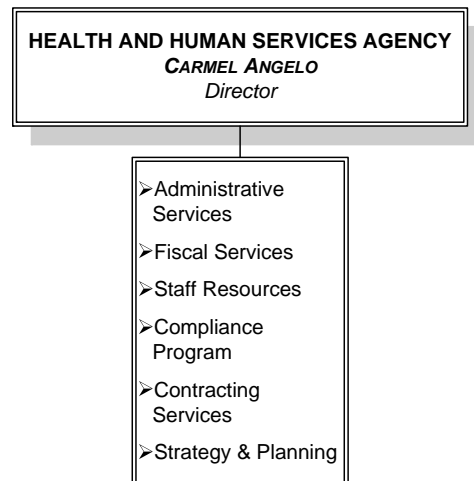 HEALTH AND HUMAN SERVICES AGENCY
CARMEL ANGELO
Director
➢Administrative
Services
➢Fiscal Services
➢Staff Resources
➢Compliance
Program
➢Contracting
Services
➢Strategy & Planning